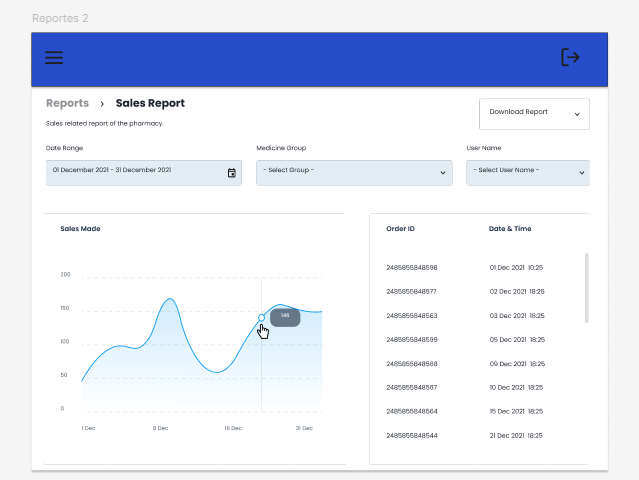 Reportes 2
Reports > Sales Report
Sales related report of the pharmacy.
Download Report
Date Range
Medicine Group
User Name
01 December 2021 - 31 December 2021
- Select Group -
- Select User Name -
Sales Made
200
150
100
50
0
146
1 Dec
8 Dec
16 Dec
31 Dec
Order ID Date & Time
2485855848598 01 Dec 2021 10:25
2485855848577 02 Dec 2021 18:25
2485855848563 03 Dec 2021 18:25
2485855848599 05 Dec 2021 18:25
2485855848568 09 Dec 2021 18:25
2485855848567 10 Dec 2021 18:25
2485855848564 15 Dec 2021 18:25
2485855848544 21 Dec 2021 18:25